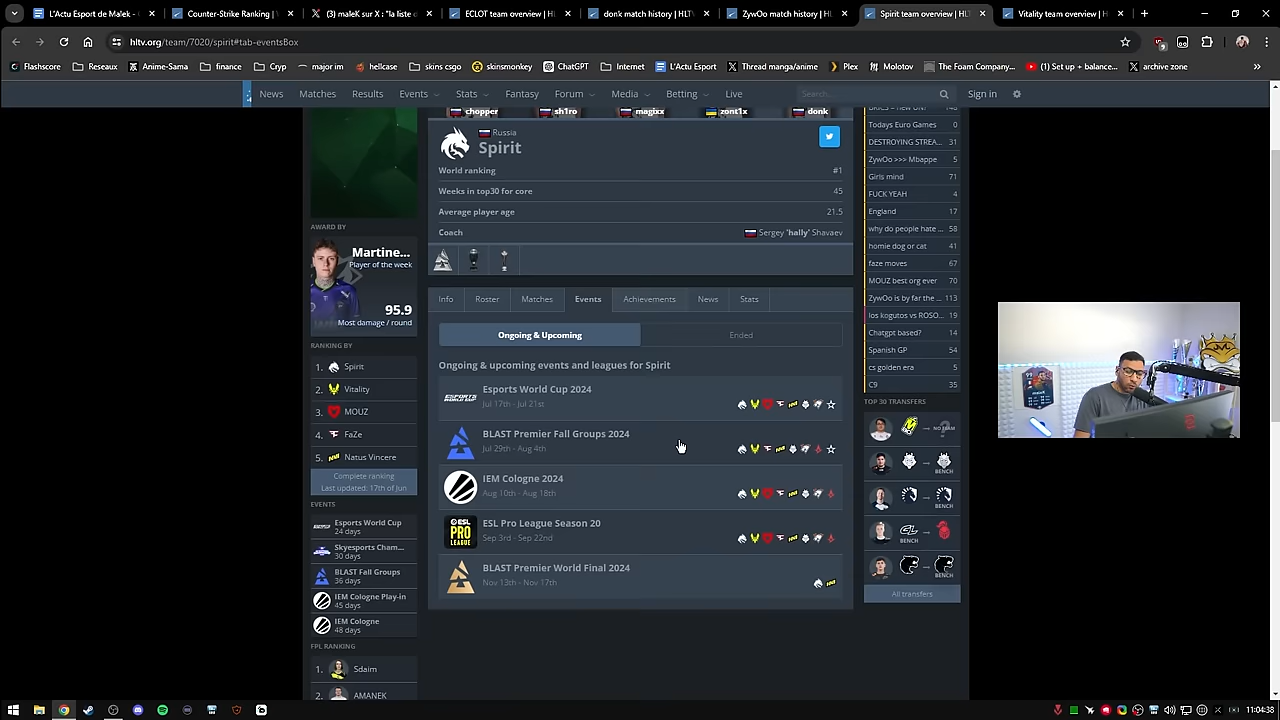 L'Actu Esport de Malek -
Counter-Strike Ranking |
(3) maleK sur X : "la liste
ECLOT team overview | H
donk match history | HLTV
ZywOo match history | HL
Spirit team overview | HL
Vitality team overview | H
hltv.org/team/7020/spirit#tab-eventsBox
Flashscore
Reseaux
Anime-Sama
finance
Cryp
major im
hellcase
skins csgo
skinsmonkey
ChatGPT
Internet
L'Actu Esport
Thread manga/anime
Plex
Molotov
The Foam Company...
(1) Set up + balance...
archive zone
News
Matches
Results
Events
Stats
Fantasy
Forum
Media
Betting
Live
Search...
Sign in
chopper
sh1ro
magixx
zont1x
donk
Russia
Spirit
World ranking
#1
Weeks in top30 for core
45
Average player age
21.5
Coach
Sergey 'hally' Shavaev
Info
Roster
Matches
Events
Achievements
News
Stats
Ongoing & Upcoming
Ended
Ongoing & upcoming events and leagues for Spirit
Esports World Cup 2024
Jul 17th - Jul 21st
BLAST Premier Fall Groups 2024
Jul 29th - Aug 4th
IEM Cologne 2024
Aug 10th - Aug 18th
ESL Pro League Season 20
Sep 3rd - Sep 22nd
BLAST Premier World Final 2024
Nov 13th - Nov 17th
AWARD BY
Martine...
Player of the week
95.9
Most damage / round
RANKING BY
1. Spirit
2. Vitality
3. MOUZ
4. FaZe
5. Natus Vincere
Complete ranking
Last updated: 17th of Jun
EVENTS
Esports World Cup
24 days
Skyesports Cham...
30 days
BLAST Fall Groups
36 days
IEM Cologne Play-in
45 days
IEM Cologne
48 days
FPL RANKING
1. Sdaim
2. AMANEK
Todays Euro Games 0
DESTROYING STREA... 31
ZywOo >>> Mbappe 5
Girls mind 71
FUCK YEAH 4
England 17
why do people hate ... 58
homie dog or cat 41
faze moves 67
MOUZ best org ever 70
ZywOo is by far the ... 113
los kogutos vs ROSO... 19
Chatgpt based? 14
Spanish GP 54
cs golden era 5
C9 35
TOP 30 TRANSFERS
NO TEAM
BENCH
BENCH
BENCH
BENCH
All transfers
11:04:38